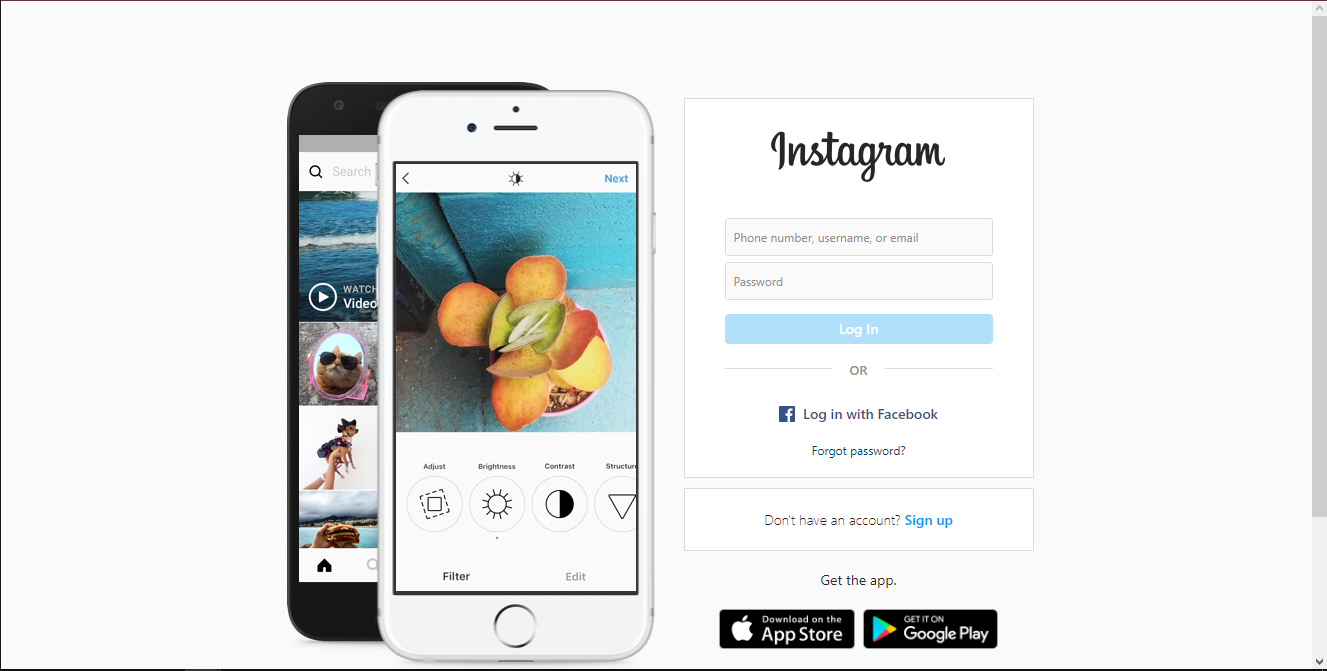 Search
WATCH
Video
Next
Adjust
Brightness
Contrast
Structure
Filter
Edit
Instagram
Phone number, username, or email
Password
Log In
OR
Log in with Facebook
Forgot password?
Don't have an account? Sign up
Get the app.
Download on the
App Store
GET IT ON
Google Play